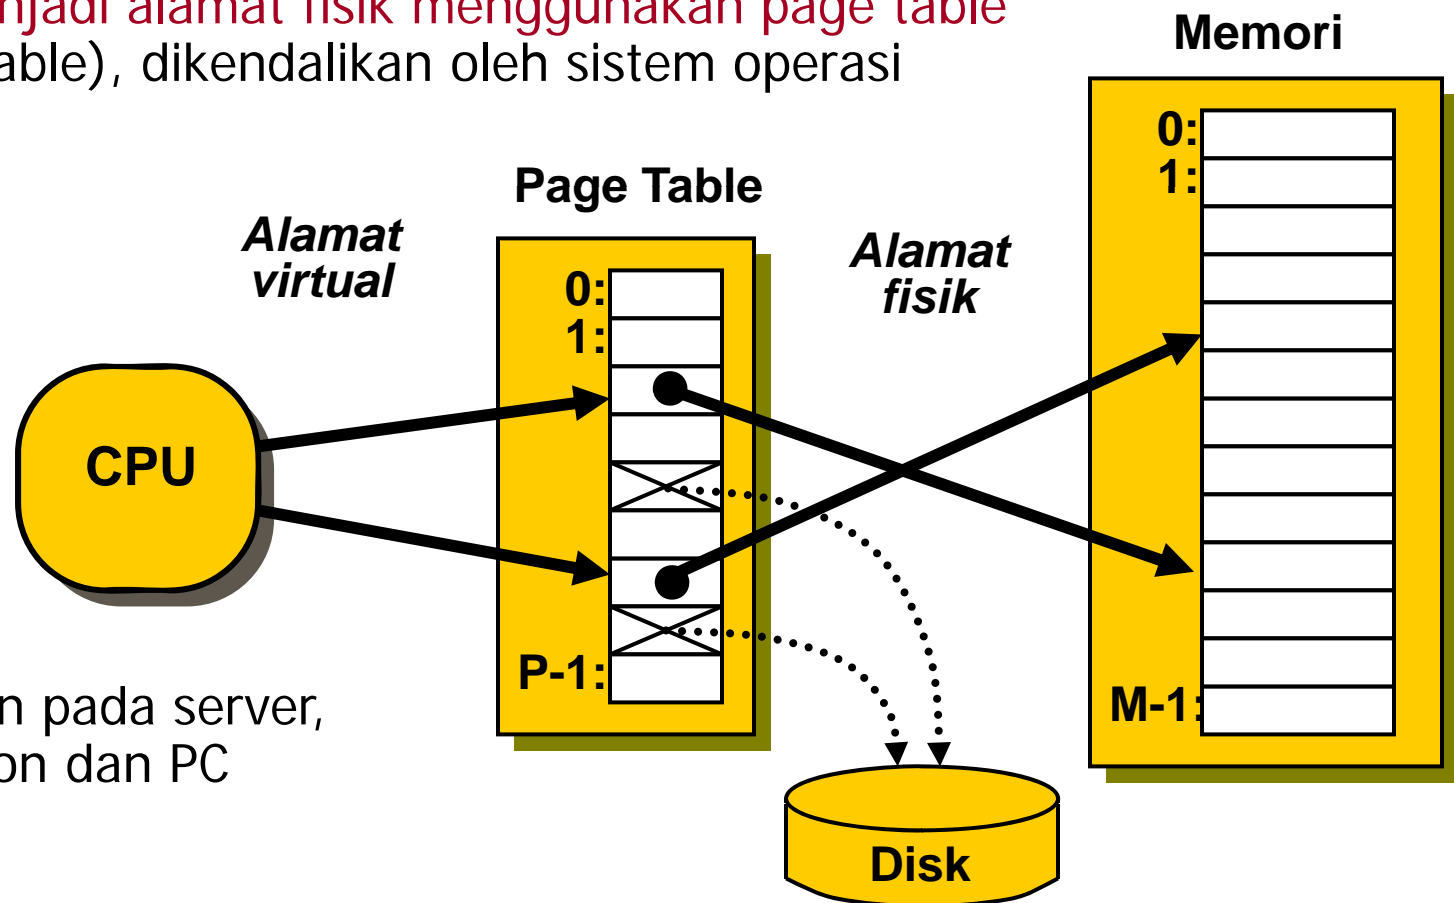 njadi alamat fisik menggunakan page table
able), dikendalikan oleh sistem operasi
Memori
0:
1:
M-1:
Page Table
0:
1:
P-1:
Alamat
virtual
Alamat
fisik
CPU
n pada server,
on dan PC
Disk